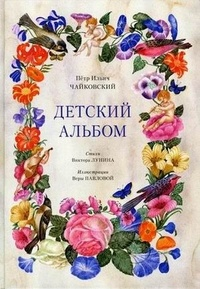 Пётр Ильич
ЧАЙКОВСКИЙ
ДЕТСКИЙ
АЛЬБОМ
Стихи
Виктора ЛУНИНА
Иллюстрации
Веры ПАВЛОВОЙ